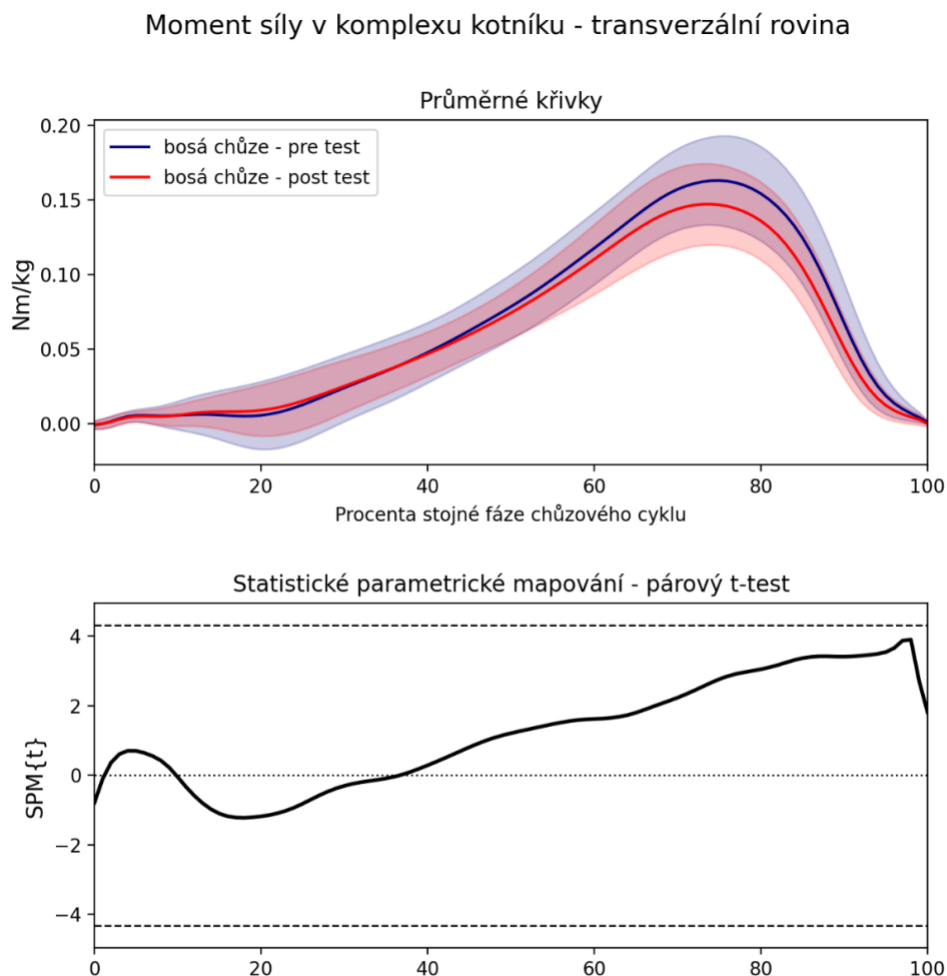 Moment síly v komplexu kotníku - transverzální rovina
Průměrné křivky
bosá chůze - pre test
bosá chůze - post test
Nm/kg
0.20
0.15
0.10
0.05
0.00
0 20 40 60 80 100
Procenta stojné fáze chůzového cyklu
Statistické parametrické mapování - párový t-test
SPM{t}
4
2
0
−2
−4
0 20 40 60 80 100